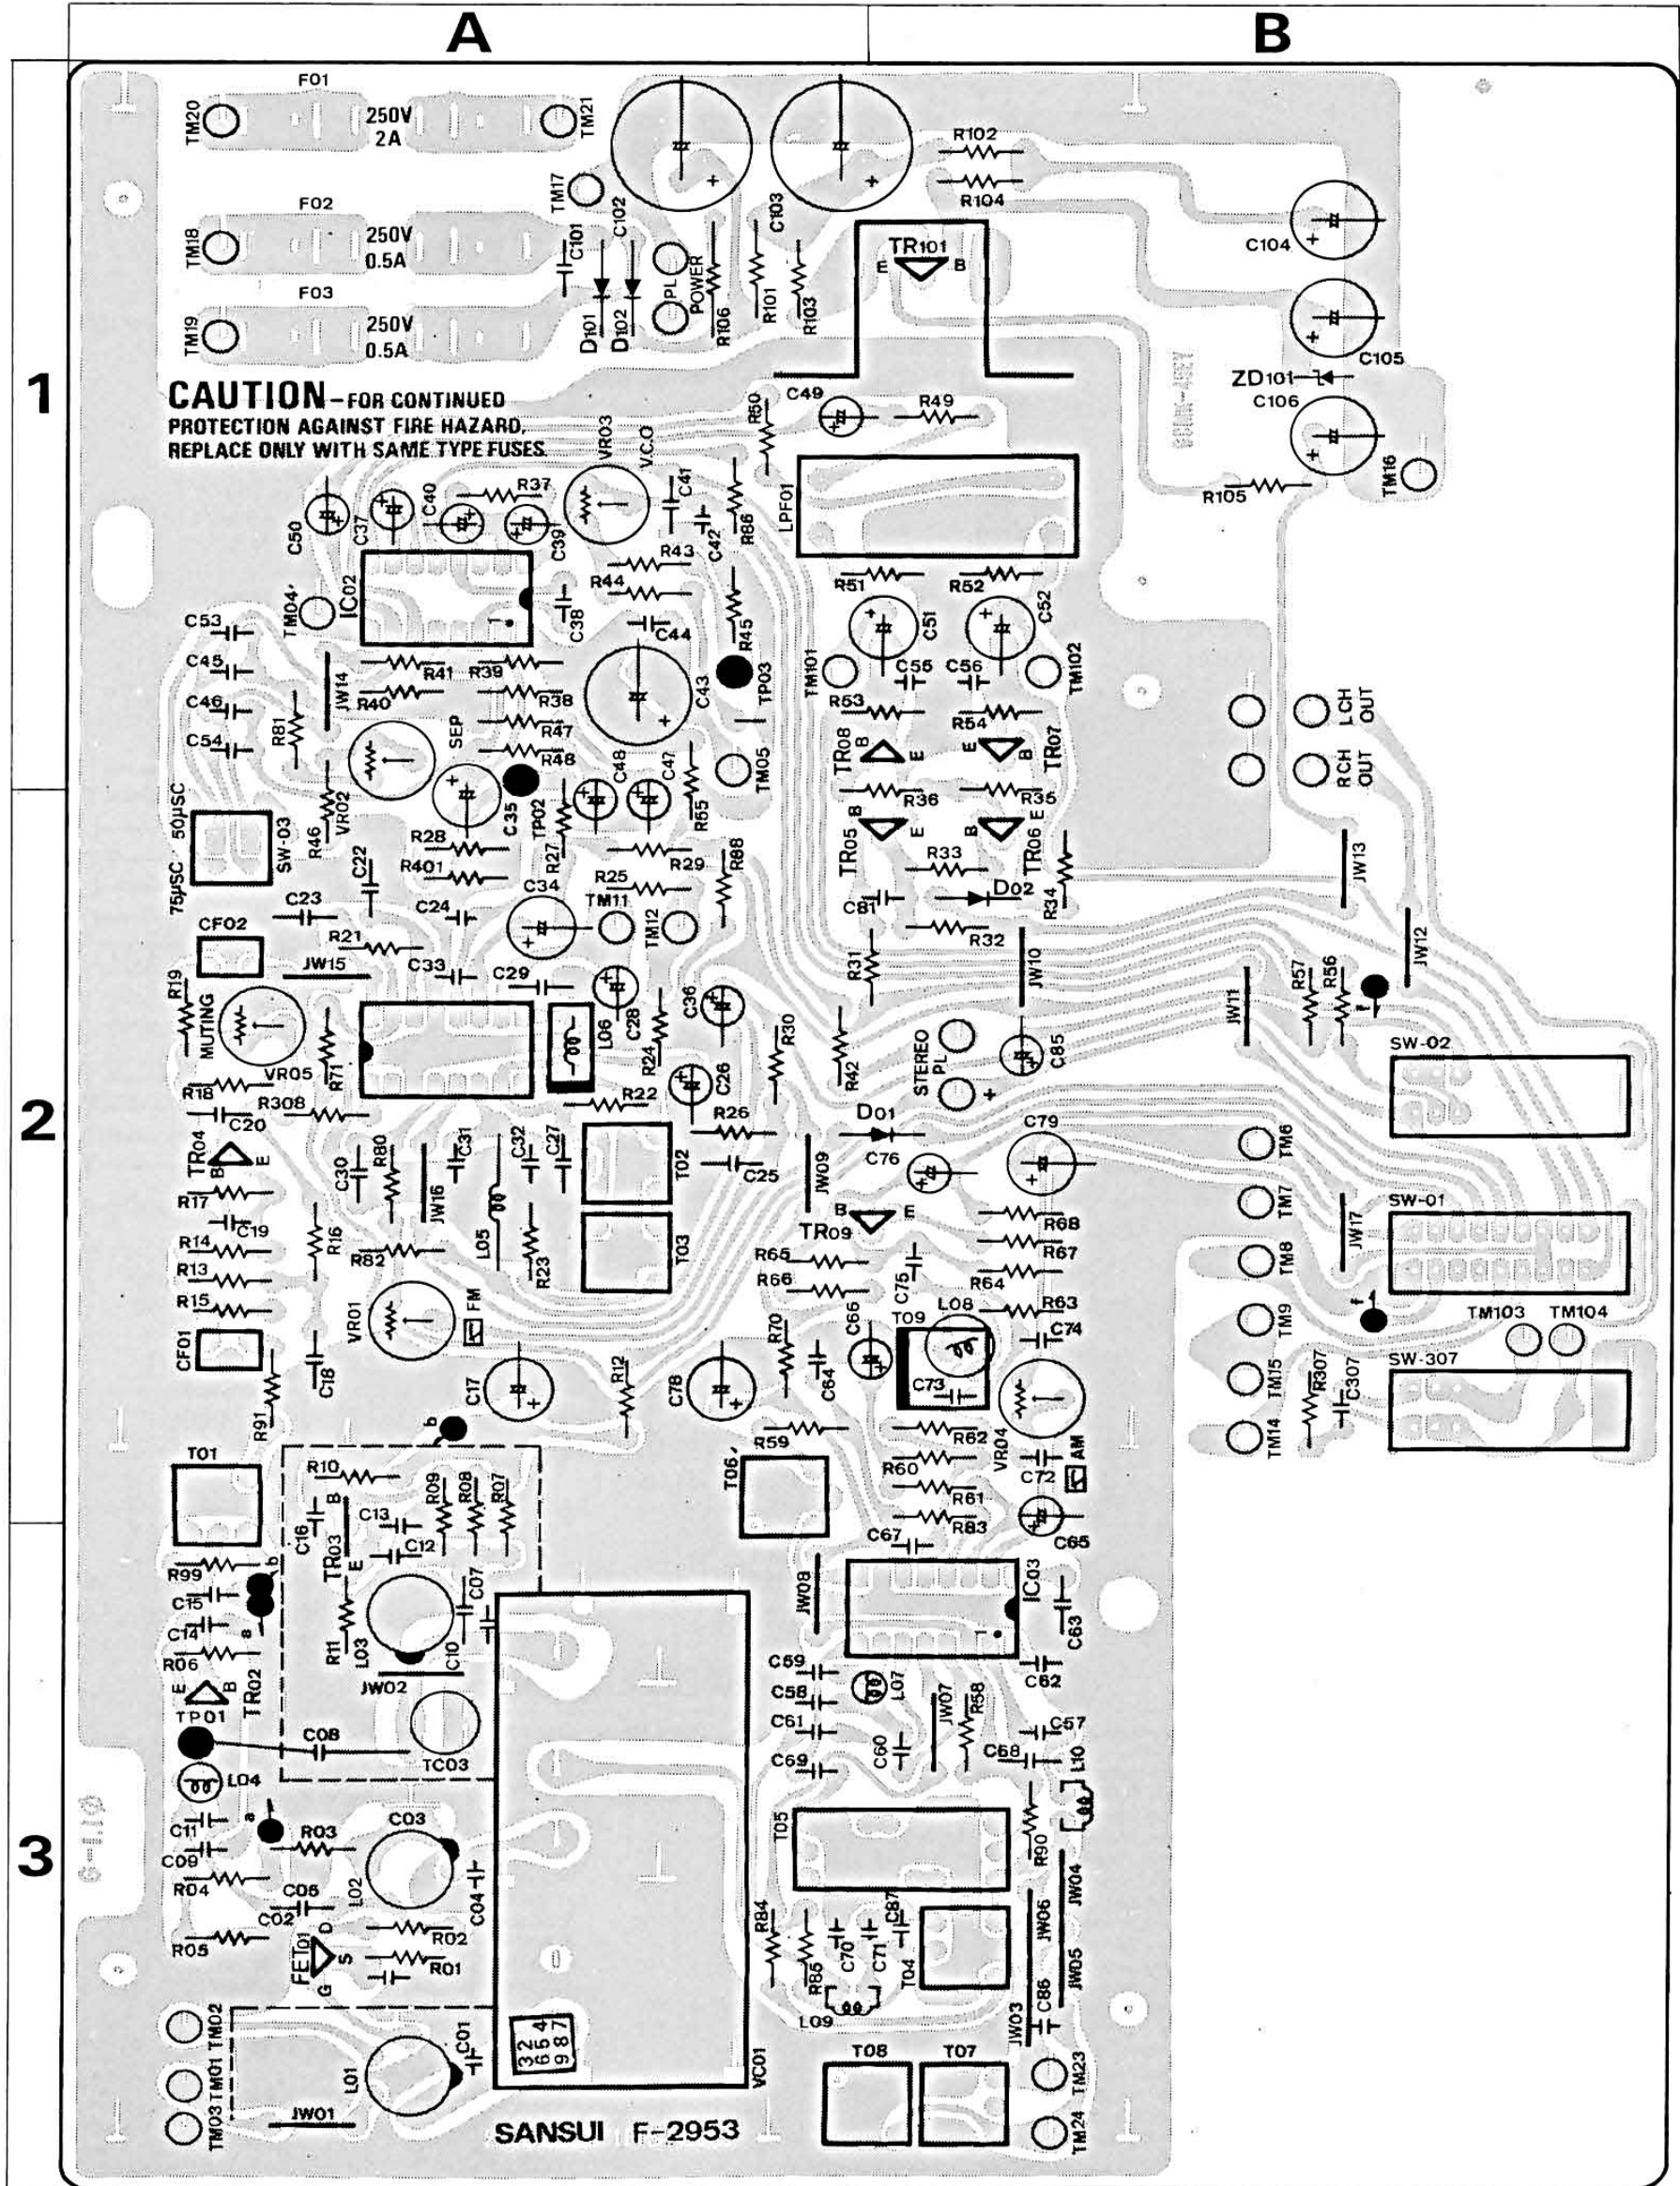 A B
1
2
3
F01
TM20
250V
2A
TM21
F02
TM17
C102
TM18
250V
0.5A
C101
F03
TM19
250V
0.5A
D101
D102
PL
POWER
R106
R101
R103
C103
R102
R104
TR101
E B
C104
C105
ZD101
C106
TM16
R105
CAUTION-FOR CONTINUED
PROTECTION AGAINST FIRE HAZARD,
REPLACE ONLY WITH SAME TYPE FUSES.
VR03
V.C.O
R50
C49
R49
C50
C37
C40
R37
C39
C41
C42
R86
LPF01
R43
R44
TM04
IC02
1
C38
C44
R45
R51
R52
C51
C52
C53
C45
C46
C54
R81
JW14
R41
R39
R40
R38
R47
R48
SEP
C43
TP03
TM101
C55
C56
TM102
R53
R54
LCH
OUT
RCH
OUT
TR08
B
E
E
B
TR07
TM05
R36
R35
75µSC 50µSC
SW-03
R46
VR02
C35
TP02
C48
C47
R55
TR05
B
E
B
TR06
E
R28
R401
R27
R29
R88
R33
D02
R34
JW13
C22
C23
C24
C34
R25
TM11
TM12
C81
R32
CF02
R21
JW15
C33
C29
R31
JW10
JW12
R19
MUTING
VR05
R71
L06
C28
R24
C36
R30
R42
STEREO
PL
+
C85
JW11
R57
R56
SW-02
R18
R308
C20
R22
C26
R26
D01
C79
TR04
B
E
C30
R80
JW16
C31
C32
C27
T02
C25
JW09
C76
TM6
R17
C19
R14
R13
R15
R16
R82
L05
R23
T03
TR09
B E
R68
R67
R65
R66
C75
R64
TM7
TM8
JW17
SW-01
VR01
FM
R70
C66
T09
L08
R63
C74
TM9
TM103
TM104
CF01
C18
R91
C17
R12
C78
C64
C73
TM15
R307
C307
SW-307
b
R59
R62
VR04
TM14
T01
R10
B
R09
R08
R07
T06
R60
C72
AM
R61
R83
C16
C13
TR03
C12
E
C67
C65
R99
b
C15
C14
a
R06
R11
L03
C07
C10
JW02
JW08
IC03
1
C63
E
B
TR02
TP01
C59
C58
L07
C62
C61
JW07
R58
C57
C08
TC03
C69
C60
C68
L10
L04
a
C11
R03
C03
T05
R90
C09
R04
C05
C02
L02
C04
R84
C87
JW06
JW04
R05
FET01
D
S
G
R02
R01
R85
C70
C71
T04
L09
JW03
C86
JW05
TM02
TM01
TM03
L01
C01
JW01
3 2
6 5 4
9 8 7
VC01
T08
T07
TM23
TM24
SANSUI F-2953